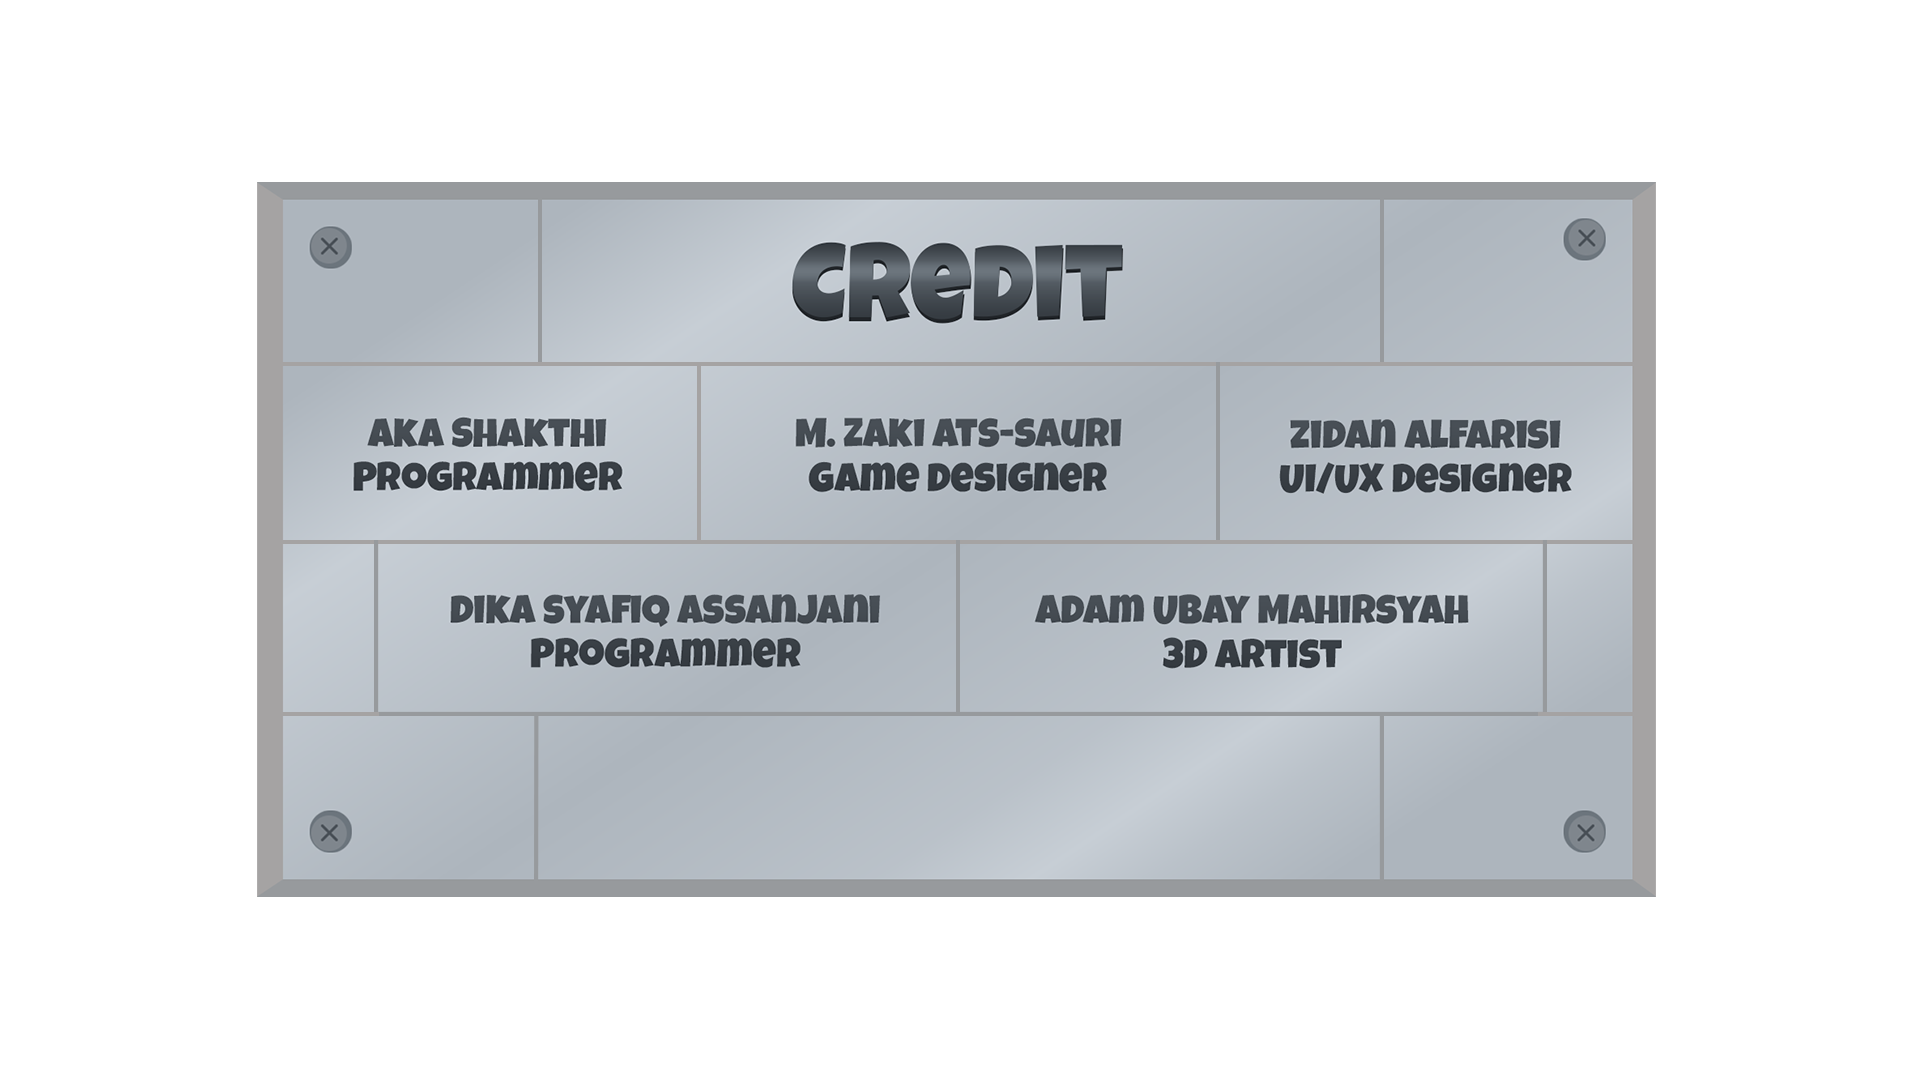 CREDIT
AKA SHAKTHI
PROGRAMMER
M. ZAKI ATS-SAURI
GAME DESIGNER
ZIDAN ALFARISI
UI/UX DESIGNER
DIKA SYAFIQ ASSANJANI
PROGRAMMER
ADAM UBAY MAHIRSYAH
3D ARTIST